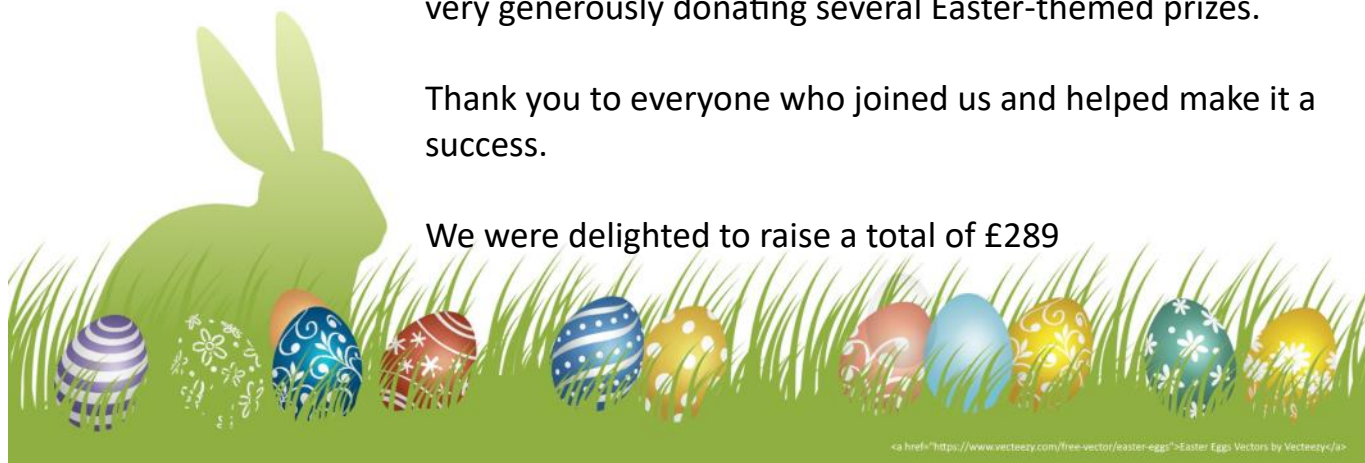 very generously donating several Easter-themed prizes.
Thank you to everyone who joined us and helped make it a
success.
We were delighted to raise a total of £289
<a href="https://www.vecteezy.com/free-vector/easter-eggs">Easter Eggs Vectors by Vecteezy</a>